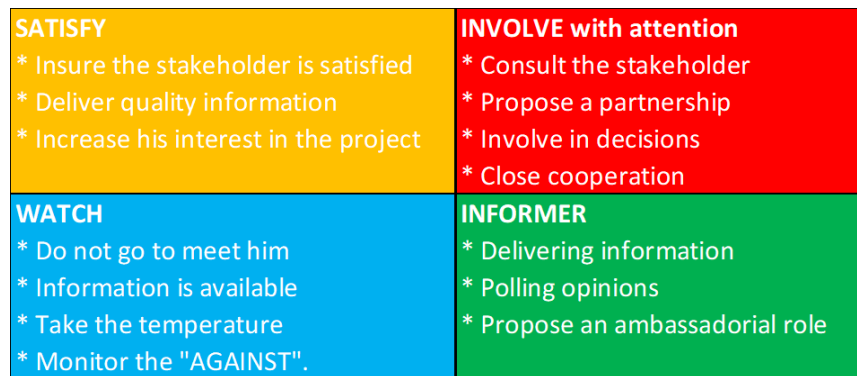 SATISFY
* Insure the stakeholder is satisfied
* Deliver quality information
* Increase his interest in the project
INVOLVE with attention
* Consult the stakeholder
* Propose a partnership
* Involve in decisions
* Close cooperation
WATCH
* Do not go to meet him
* Information is available
* Take the temperature
* Monitor the "AGAINST".
INFORMER
* Delivering information
* Polling opinions
* Propose an ambassadorial role